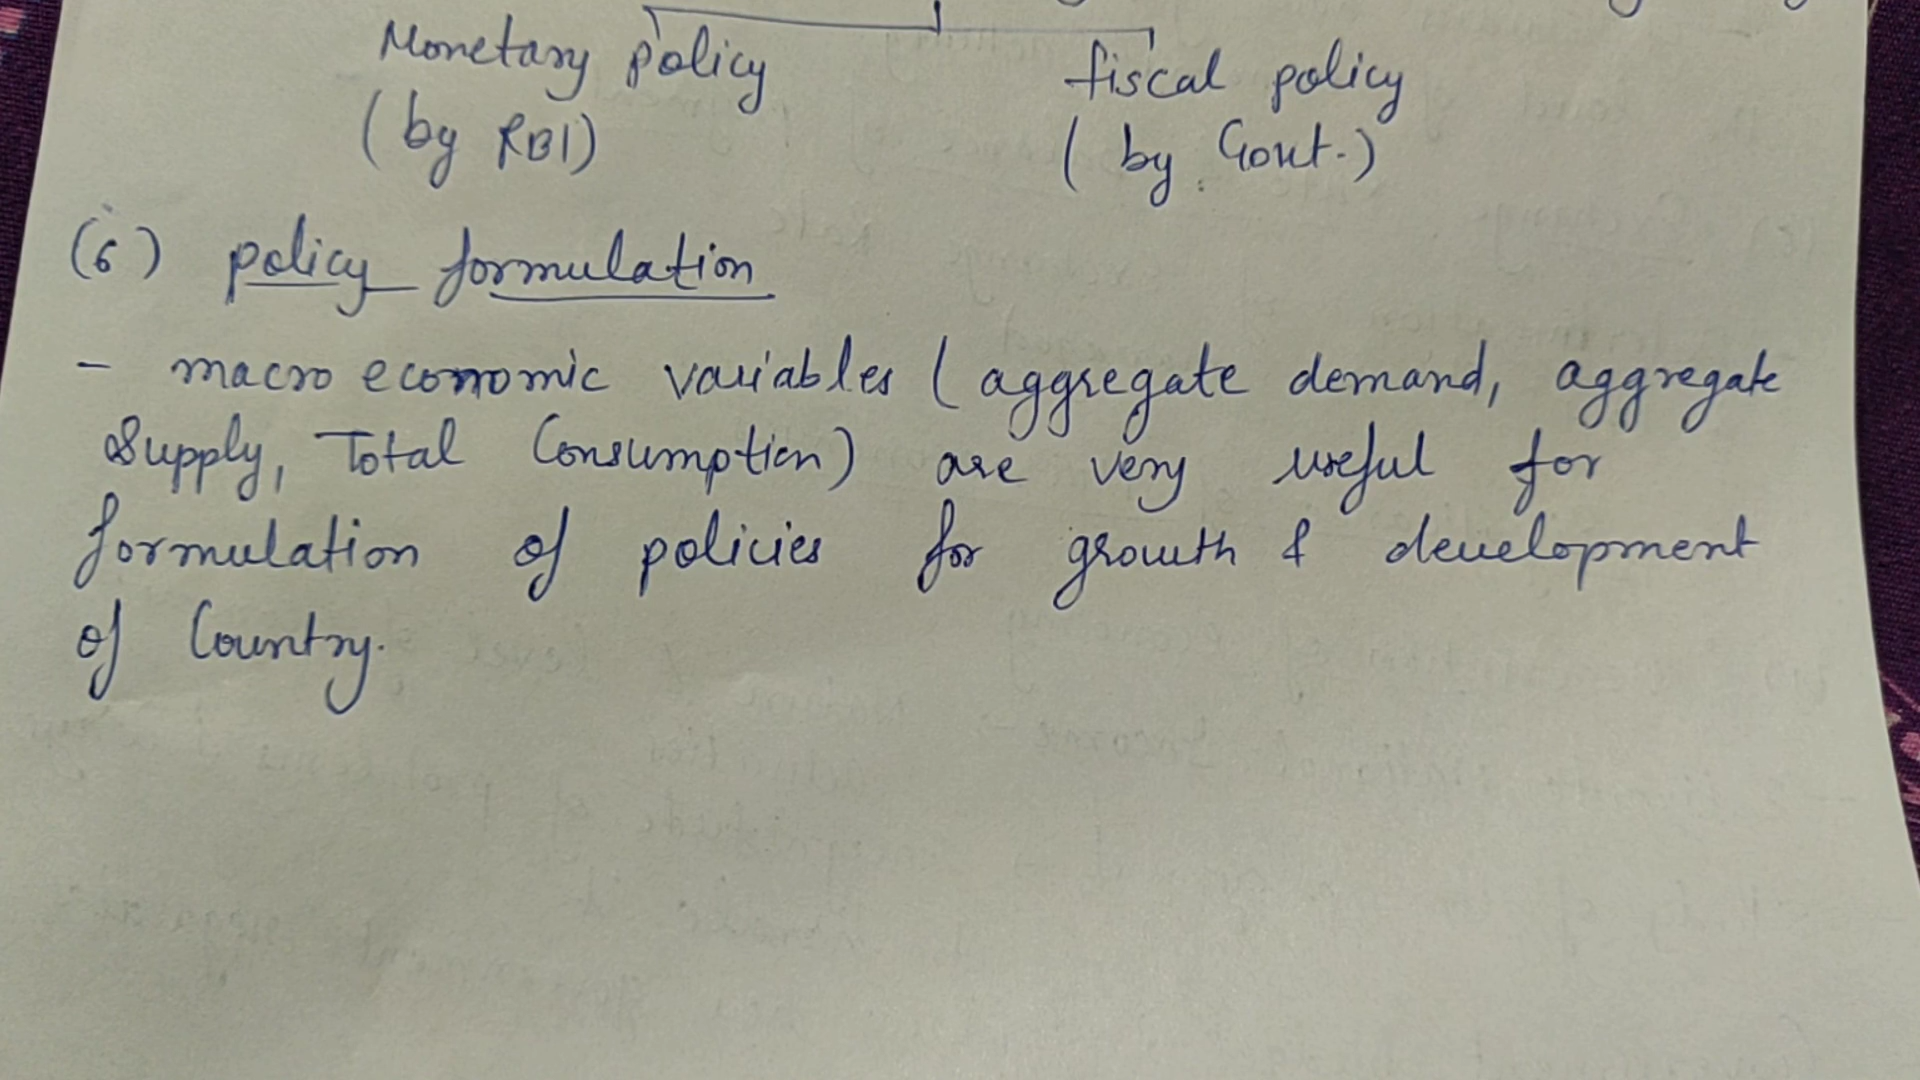 Monetary policy fiscal policy
(by RBI) (by Govt.)
(6) policy formulation
- macro economic variables (aggregate demand, aggregate
Supply, Total Consumption) are very useful for
formulation of policies for growth & development
of Country.